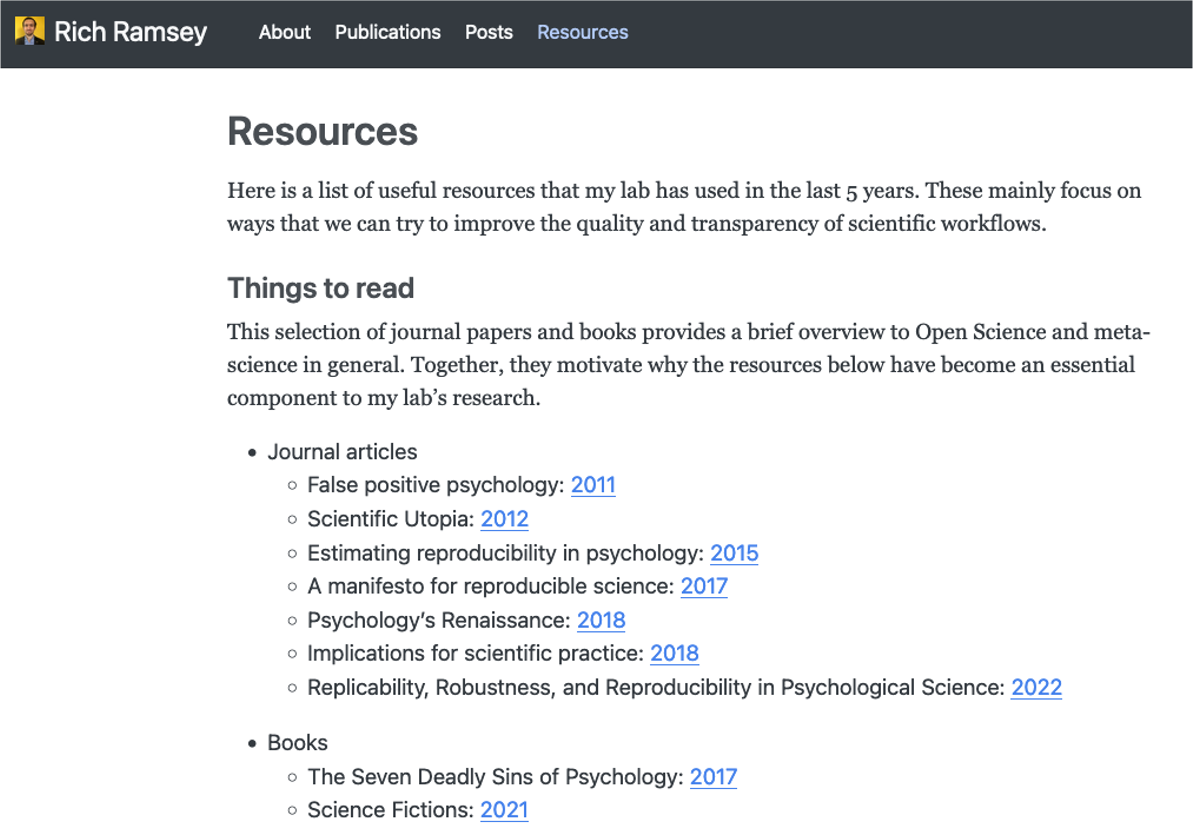 Rich Ramsey About Publications Posts Resources
Resources
Here is a list of useful resources that my lab has used in the last 5 years. These mainly focus on
ways that we can try to improve the quality and transparency of scientific workflows.
Things to read
This selection of journal papers and books provides a brief overview to Open Science and meta-
science in general. Together, they motivate why the resources below have become an essential
component to my lab’s research.
• Journal articles
◦ False positive psychology: 2011
◦ Scientific Utopia: 2012
◦ Estimating reproducibility in psychology: 2015
◦ A manifesto for reproducible science: 2017
◦ Psychology’s Renaissance: 2018
◦ Implications for scientific practice: 2018
◦ Replicability, Robustness, and Reproducibility in Psychological Science: 2022
• Books
◦ The Seven Deadly Sins of Psychology: 2017
◦ Science Fictions: 2021